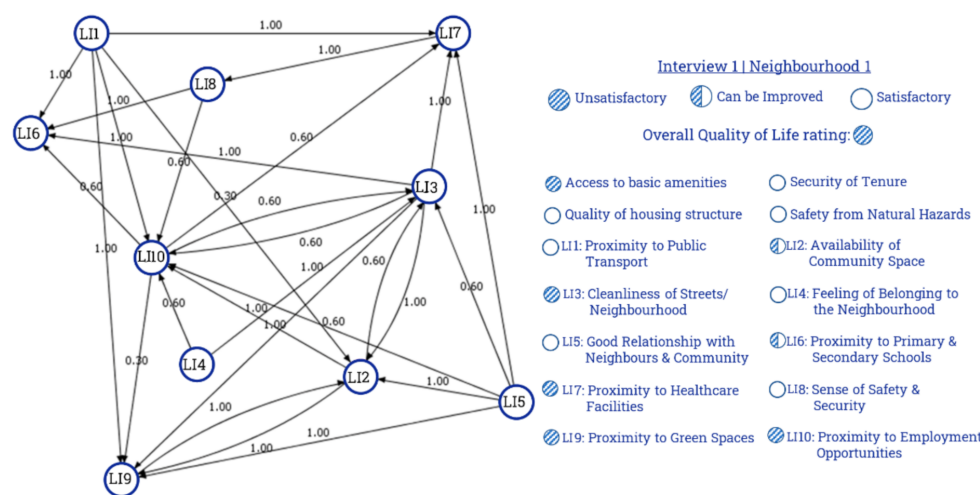 LI1
1.00
LI7
1.00
1.00
LI8
1.00
1.00
1.00
LI6
0.60
0.60
1.00
LI3
0.60
0.30
0.60
1.00
0.60
LI10
0.60
1.00
1.00
0.60
1.00
0.60
1.00
1.00
0.60
0.30
LI4
LI2
1.00
LI5
1.00
1.00
1.00
LI9
Interview 1 | Neighbourhood 1
Unsatisfactory
Can be Improved
Satisfactory
Overall Quality of Life rating:
Access to basic amenities
Security of Tenure
Quality of housing structure
Safety from Natural Hazards
LI1: Proximity to Public
Transport
LI2: Availability of
Community Space
LI3: Cleanliness of Streets/
Neighbourhood
LI4: Feeling of Belonging to
the Neighbourhood
LI5: Good Relationship with
Neighbours & Community
LI6: Proximity to Primary &
Secondary Schools
LI7: Proximity to Healthcare
Facilities
LI8: Sense of Safety &
Security
LI9: Proximity to Green Spaces
LI10: Proximity to Employment
Opportunities